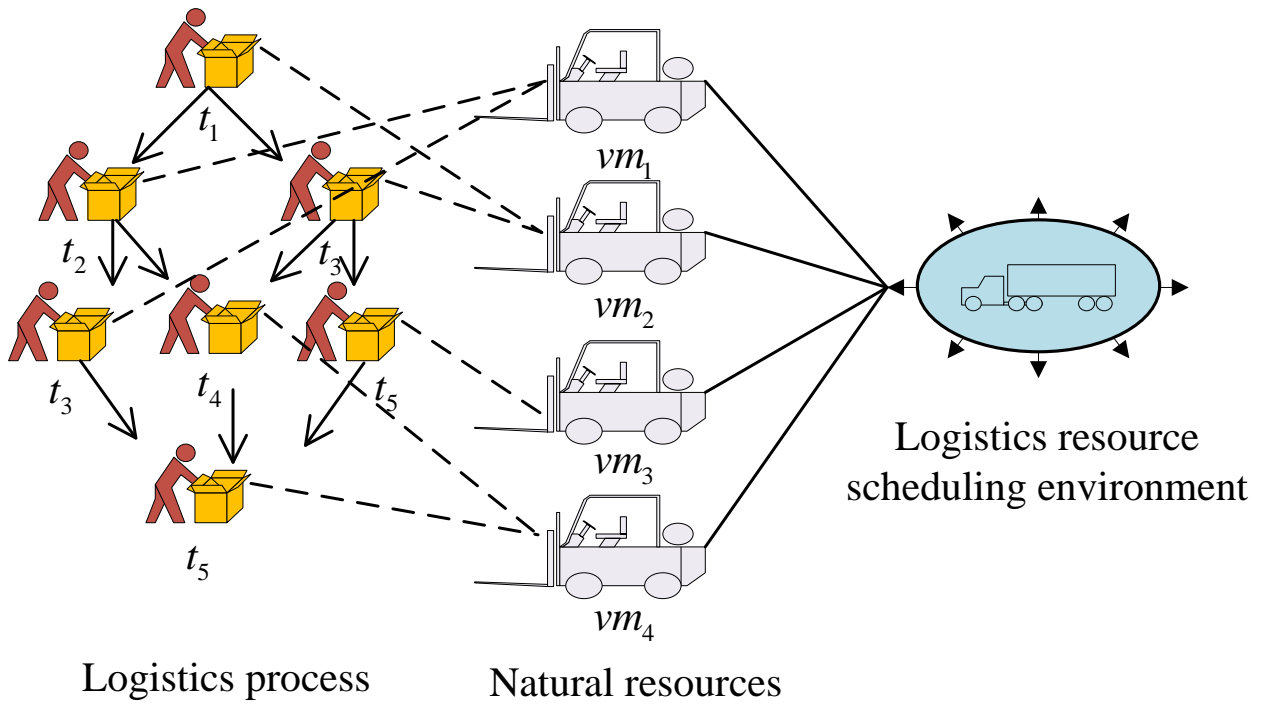 t₁
vm₁
t₂
t₃
vm₂
t₃
t₄
t₅
vm₃
t₅
vm₄
Logistics resource
scheduling environment
Logistics process
Natural resources